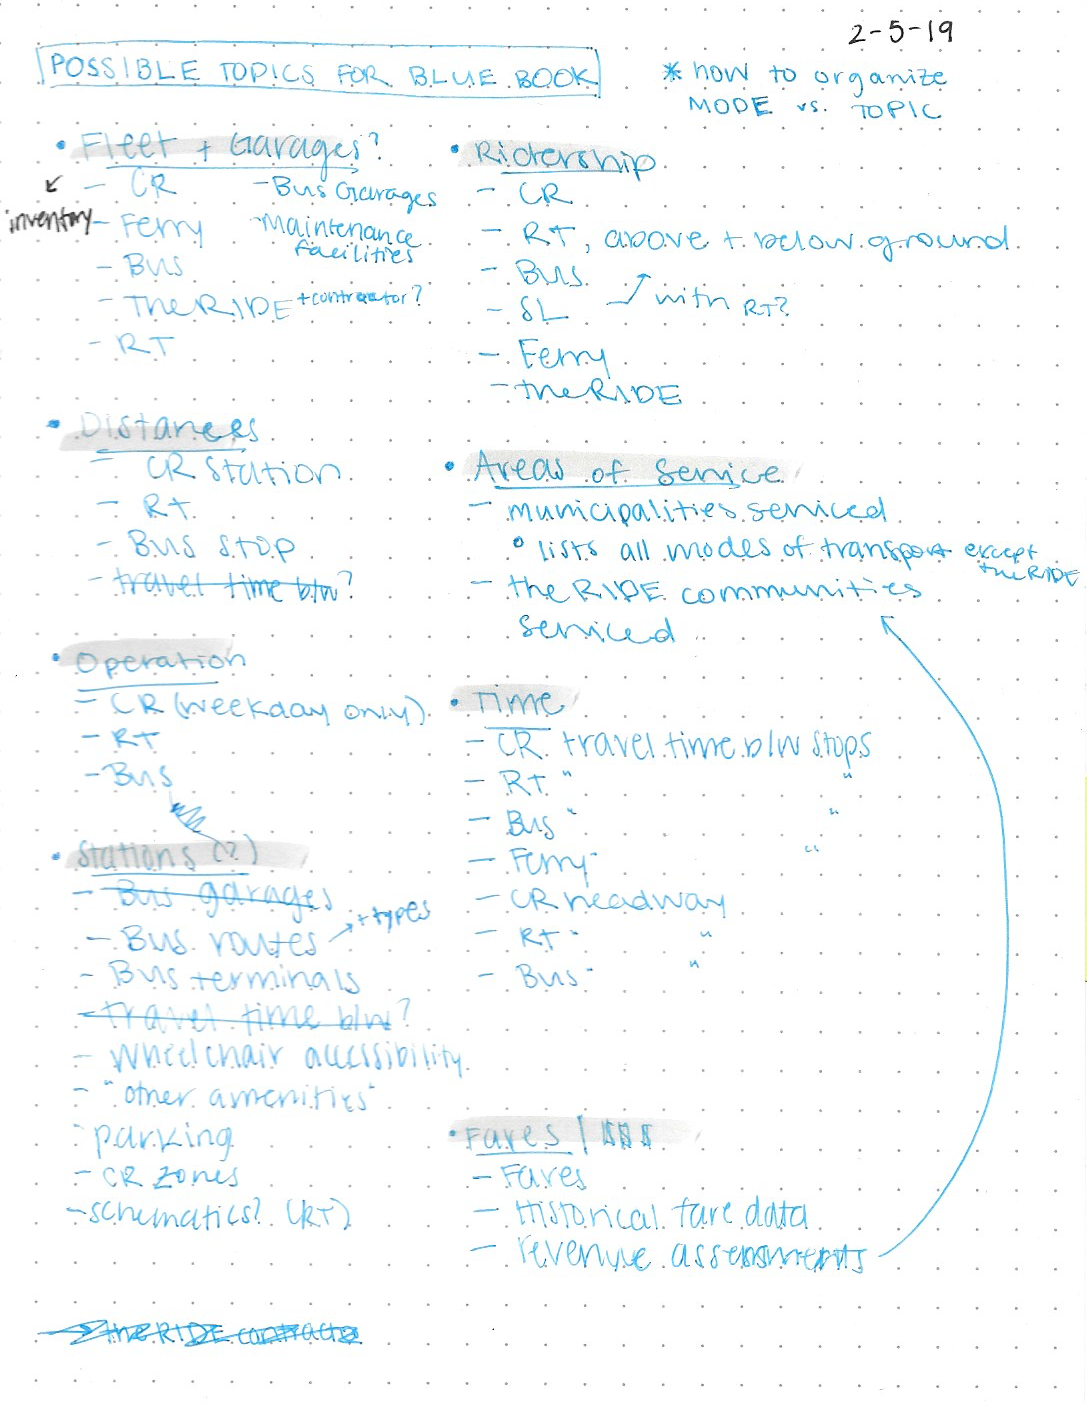 2-5-19
POSSIBLE TOPICS FOR BLUE BOOK
* how to organize
MODE vs. TOPIC
• Fleet + Garages?
inventory
- CR
- Ferry
- Bus
- THE RIDE + contractor?
- RT
- Bus Garages
- Maintenance
facilities
• Distances
- CR Station
- RT
- Bus stop
- travel time b/w?
• Operation
- CR (weekday only)
- RT
- Bus
• Stations (?)
- Bus garages
- Bus routes → + types
- Bus terminals
- travel time b/w?
- Wheelchair accessibility
- "other amenities"
- parking
- CR zones
- schematics? (RT)
the RIDE contracts
• Ridership
- CR
- RT, above + below ground
- Bus
- SL
with RT?
- Ferry
- the RIDE
• Areas of Service
- municipalities serviced
° lists all modes of transport except
the RIDE
- the RIDE communities
serviced
• Time
- CR travel time b/w stops
- RT " "
- Bus " "
- Ferry " "
- CR headway
- RT " "
- Bus " "
• Fares / $$$
- Fares
- Historical fare data
- revenue assessments